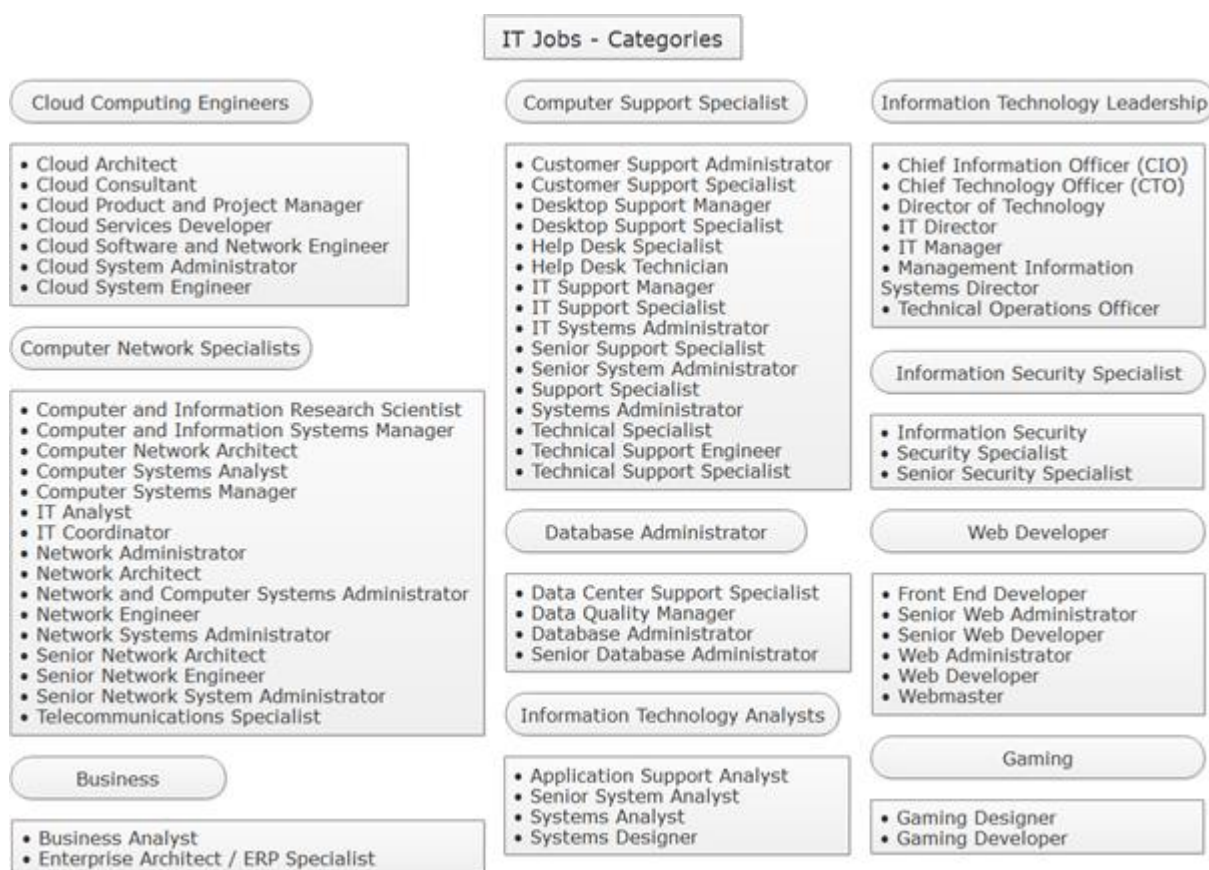 IT Jobs - Categories
Cloud Computing Engineers
• Cloud Architect
• Cloud Consultant
• Cloud Product and Project Manager
• Cloud Services Developer
• Cloud Software and Network Engineer
• Cloud System Administrator
• Cloud System Engineer
Computer Network Specialists
• Computer and Information Research Scientist
• Computer and Information Systems Manager
• Computer Network Architect
• Computer Systems Analyst
• Computer Systems Manager
• IT Analyst
• IT Coordinator
• Network Administrator
• Network Architect
• Network and Computer Systems Administrator
• Network Engineer
• Network Systems Administrator
• Senior Network Architect
• Senior Network Engineer
• Senior Network System Administrator
• Telecommunications Specialist
Business
• Business Analyst
• Enterprise Architect / ERP Specialist
Computer Support Specialist
• Customer Support Administrator
• Customer Support Specialist
• Desktop Support Manager
• Desktop Support Specialist
• Help Desk Specialist
• Help Desk Technician
• IT Support Manager
• IT Support Specialist
• IT Systems Administrator
• Senior Support Specialist
• Senior System Administrator
• Support Specialist
• Systems Administrator
• Technical Specialist
• Technical Support Engineer
• Technical Support Specialist
Database Administrator
• Data Center Support Specialist
• Data Quality Manager
• Database Administrator
• Senior Database Administrator
Information Technology Analysts
• Application Support Analyst
• Senior System Analyst
• Systems Analyst
• Systems Designer
Information Technology Leadership
• Chief Information Officer (CIO)
• Chief Technology Officer (CTO)
• Director of Technology
• IT Director
• IT Manager
• Management Information
Systems Director
• Technical Operations Officer
Information Security Specialist
• Information Security
• Security Specialist
• Senior Security Specialist
Web Developer
• Front End Developer
• Senior Web Administrator
• Senior Web Developer
• Web Administrator
• Web Developer
• Webmaster
Gaming
• Gaming Designer
• Gaming Developer